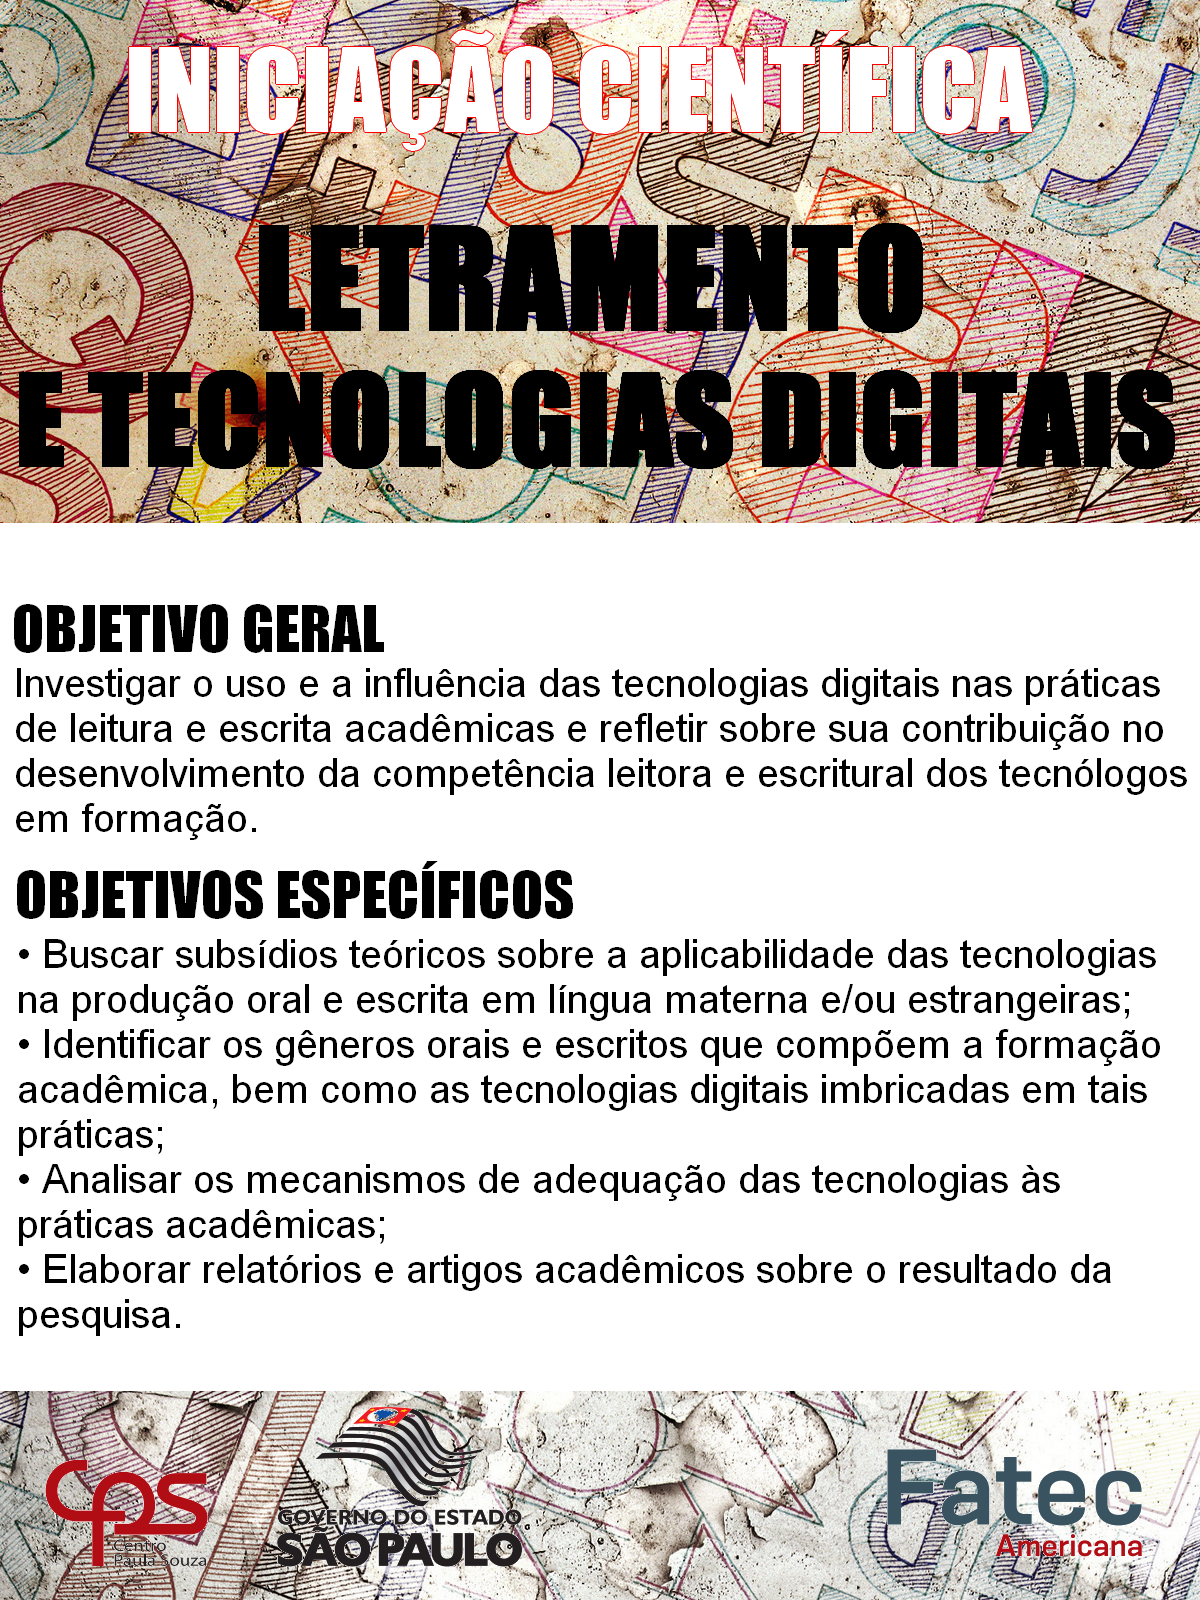 INICIAÇÃO CIENTÍFICA
LETRAMENTO
E TECNOLOGIAS DIGITAIS
OBJETIVO GERAL
Investigar o uso e a influência das tecnologias digitais nas práticas
de leitura e escrita acadêmicas e refletir sobre sua contribuição no
desenvolvimento da competência leitora e escritural dos tecnólogos
em formação.
OBJETIVOS ESPECÍFICOS
• Buscar subsídios teóricos sobre a aplicabilidade das tecnologias
na produção oral e escrita em língua materna e/ou estrangeiras;
• Identificar os gêneros orais e escritos que compõem a formação
acadêmica, bem como as tecnologias digitais imbricadas em tais
práticas;
• Analisar os mecanismos de adequação das tecnologias às
práticas acadêmicas;
• Elaborar relatórios e artigos acadêmicos sobre o resultado da
pesquisa.
cps
Centro
Paula Souza
GOVERNO DO ESTADO
SÃO PAULO
Fatec
Americana